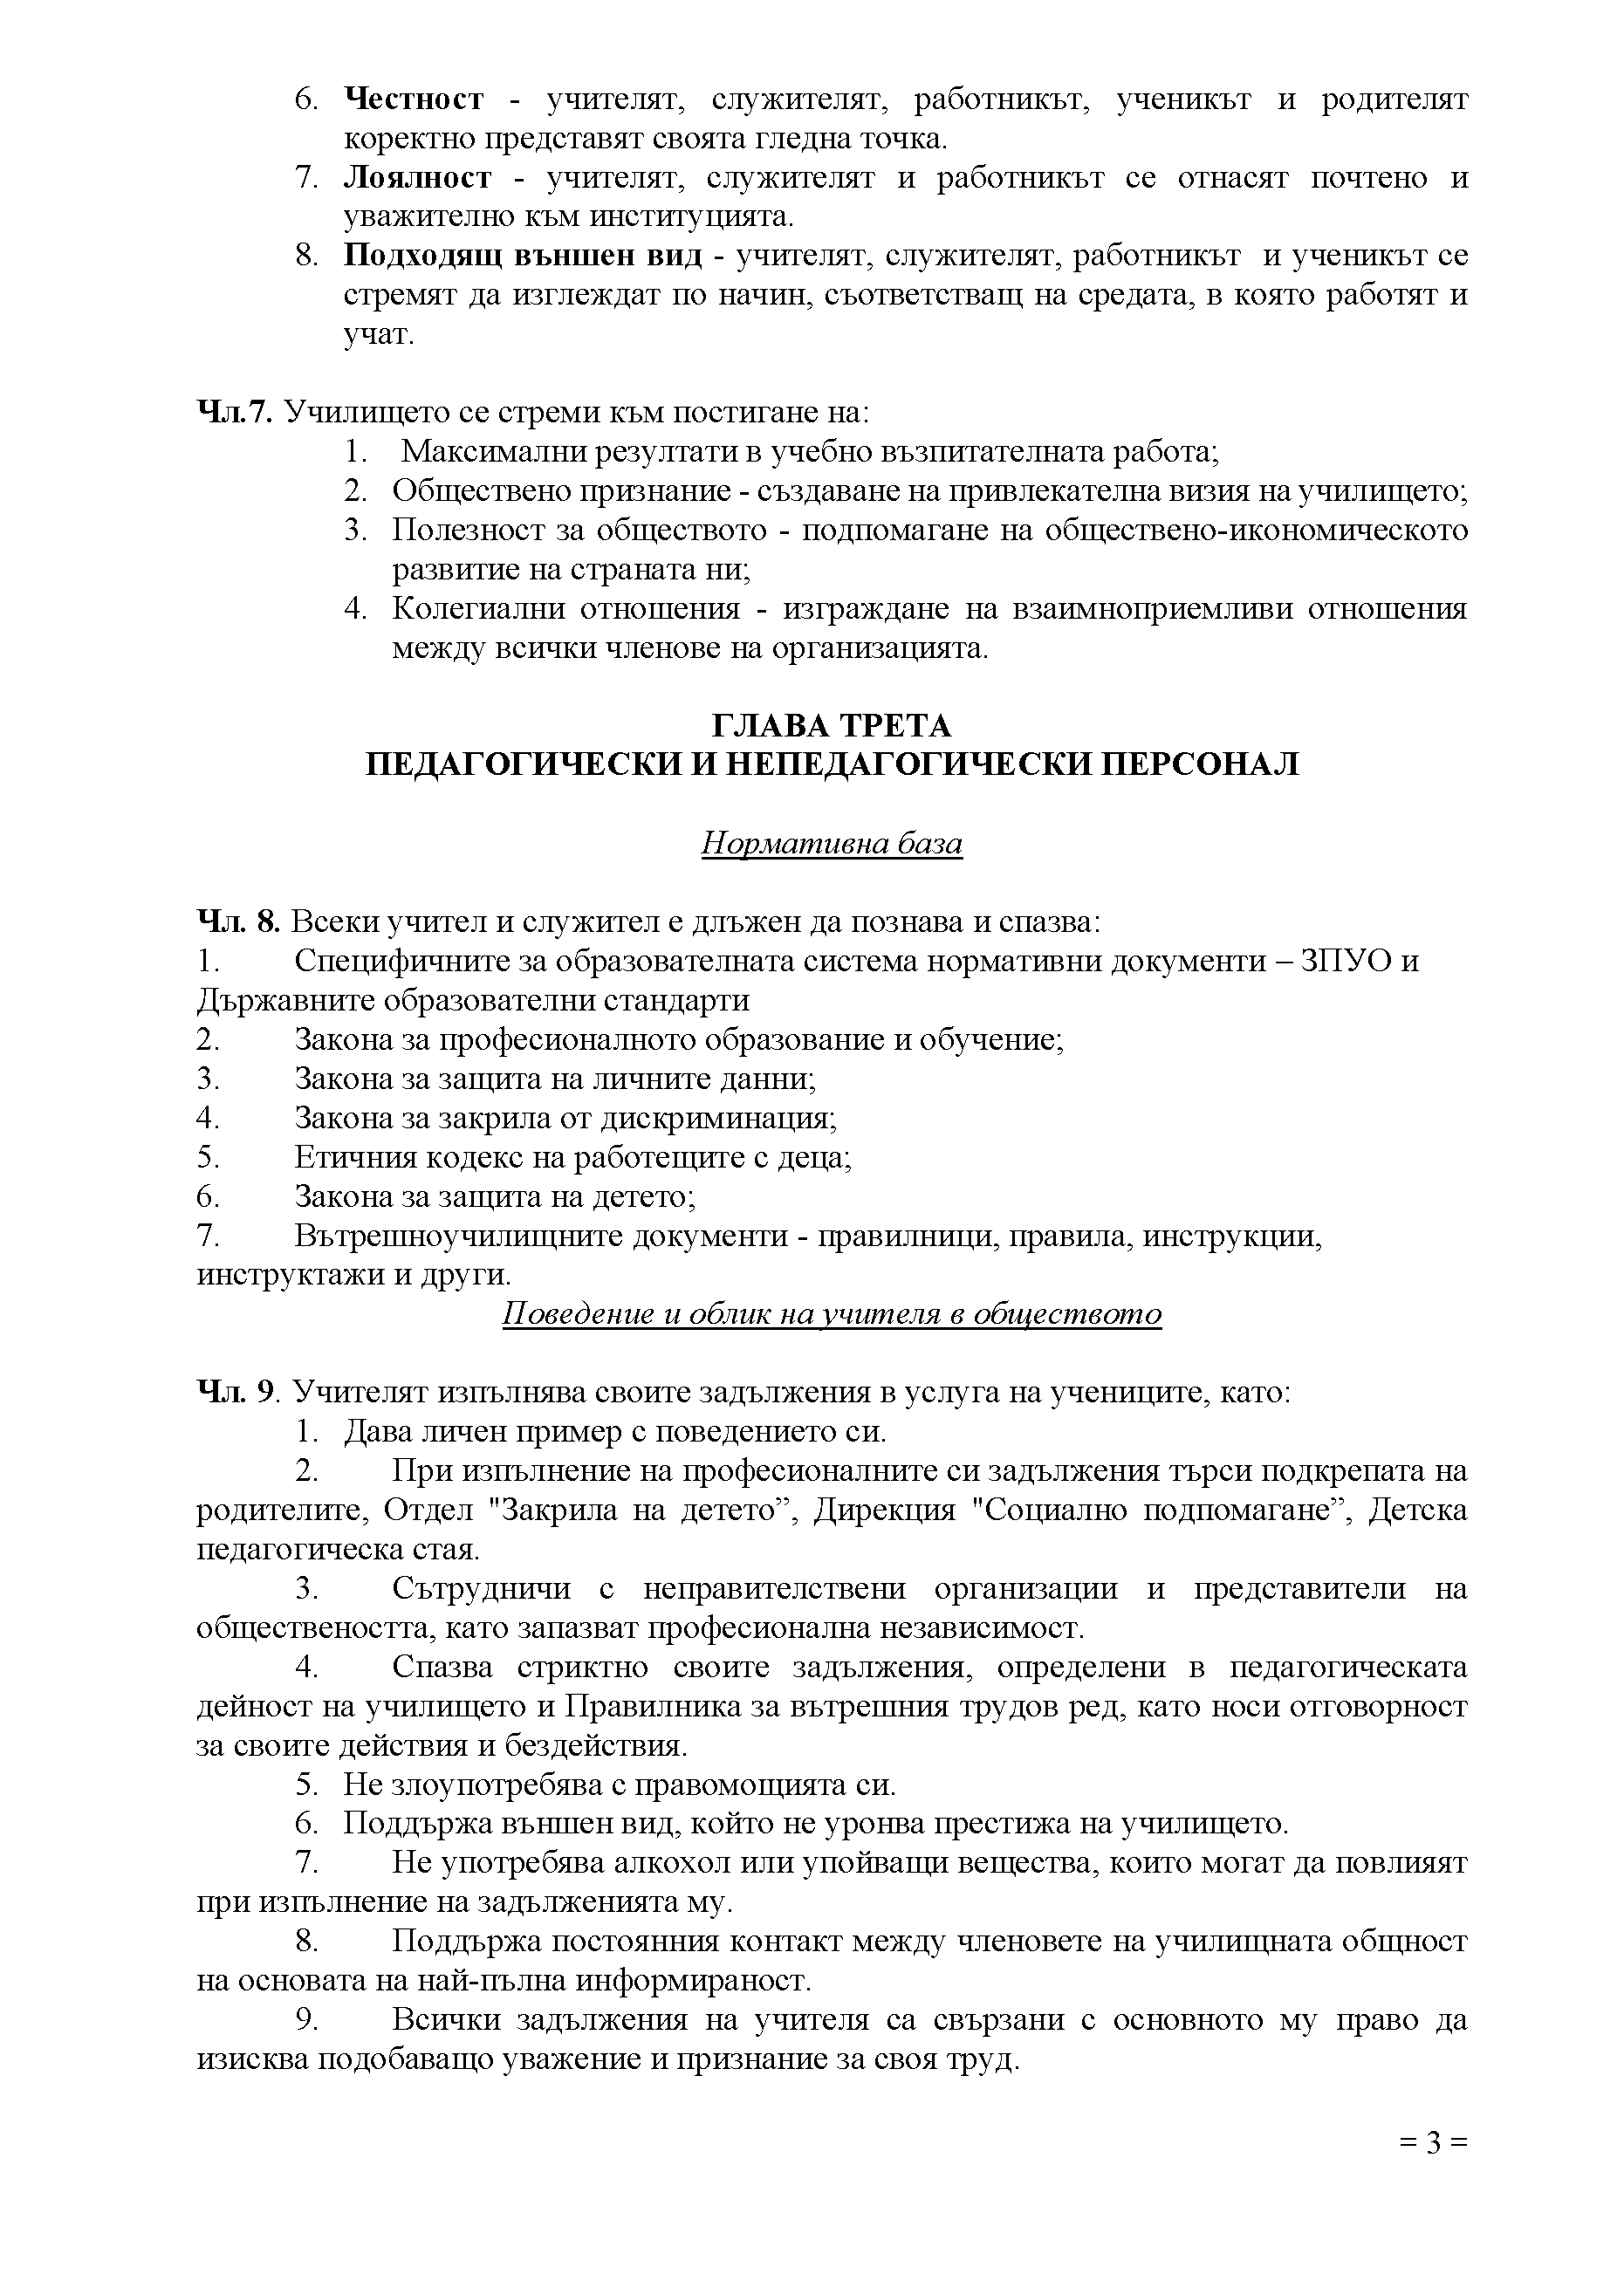 6. Честност - учителят, служителят, работникът, ученикът и родителят
коректно представят своята гледна точка.
7. Лоялност - учителят, служителят и работникът се отнасят почтено и
уважително към институцията.
8. Подходящ външен вид - учителят, служителят, работникът и ученикът се
стремят да изглеждат по начин, съответстващ на средата, в която работят и
учат.
Чл.7. Училището се стреми към постигане на:
1. Максимални резултати в учебно възпитателната работа;
2. Обществено признание - създаване на привлекателна визия на училището;
3. Полезност за обществото - подпомагане на обществено-икономическото
развитие на страната ни;
4. Колегиални отношения - изграждане на взаимноприемливи отношения
между всички членове на организацията.
ГЛАВА ТРЕТА
ПЕДАГОГИЧЕСКИ И НЕПЕДАГОГИЧЕСКИ ПЕРСОНАЛ
Нормативна база
Чл. 8. Всеки учител и служител е длъжен да познава и спазва:
1. Специфичните за образователната система нормативни документи – ЗПУО и
Държавните образователни стандарти
2. Закона за професионалното образование и обучение;
3. Закона за защита на личните данни;
4. Закона за закрила от дискриминация;
5. Етичния кодекс на работещите с деца;
6. Закона за защита на детето;
7. Вътрешноучилищните документи - правилници, правила, инструкции,
инструктажи и други.
Поведение и облик на учителя в обществото
Чл. 9. Учителят изпълнява своите задължения в услуга на учениците, като:
1. Дава личен пример с поведението си.
2. При изпълнение на професионалните си задължения търси подкрепата на
родителите, Отдел "Закрила на детето”, Дирекция "Социално подпомагане”, Детска
педагогическа стая.
3. Сътрудничи с неправителствени организации и представители на
обществеността, като запазват професионална независимост.
4. Спазва стриктно своите задължения, определени в педагогическата
дейност на училището и Правилника за вътрешния трудов ред, като носи отговорност
за своите действия и бездействия.
5. Не злоупотребява с правомощията си.
6. Поддържа външен вид, който не уронва престижа на училището.
7. Не употребява алкохол или упойващи вещества, които могат да повлияят
при изпълнение на задълженията му.
8. Поддържа постоянния контакт между членовете на училищната общност
на основата на най-пълна информираност.
9. Всички задължения на учителя са свързани с основното му право да
изисква подобаващо уважение и признание за своя труд.
= 3 =